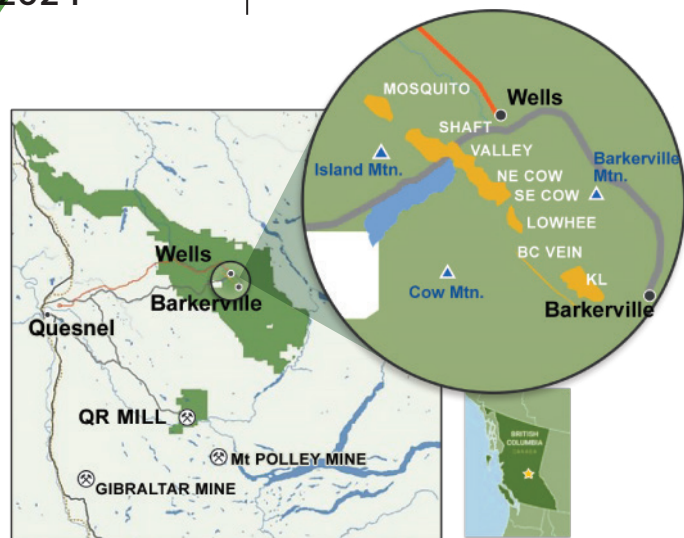 MOSQUITO
Wells
SHAFT
VALLEY
Island Mtn.
Barkerville
Mtn.
NE COW
SE COW
LOWHEE
BC VEIN
KL
Cow Mtn.
Barkerville
Wells
Barkerville
Quesnel
QR MILL
Mt POLLEY MINE
GIBRALTAR MINE
BRITISH
COLUMBIA
CANADA